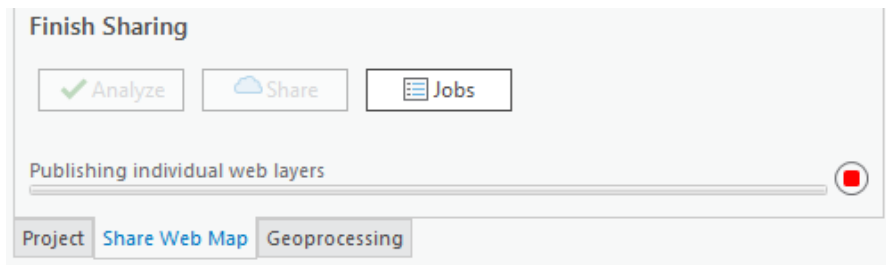 Finish Sharing
Analyze Share Jobs
Publishing individual web layers
Project Share Web Map Geoprocessing